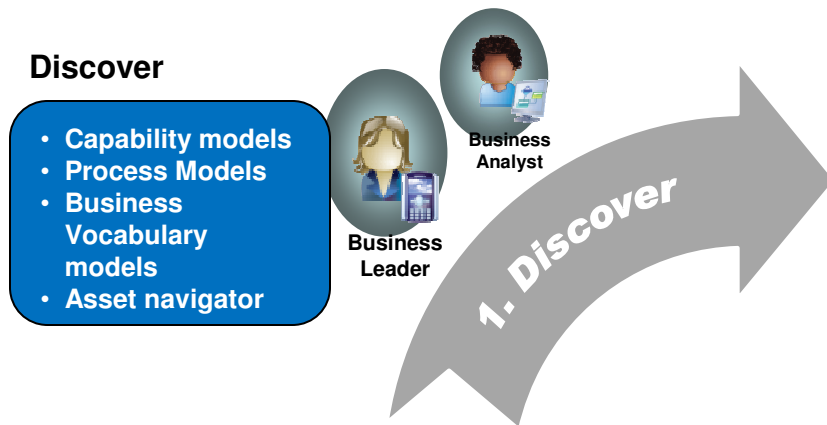 Discover
• Capability models
• Process Models
• Business
Vocabulary
models
• Asset navigator
Business
Leader
Business
Analyst
1. Discover